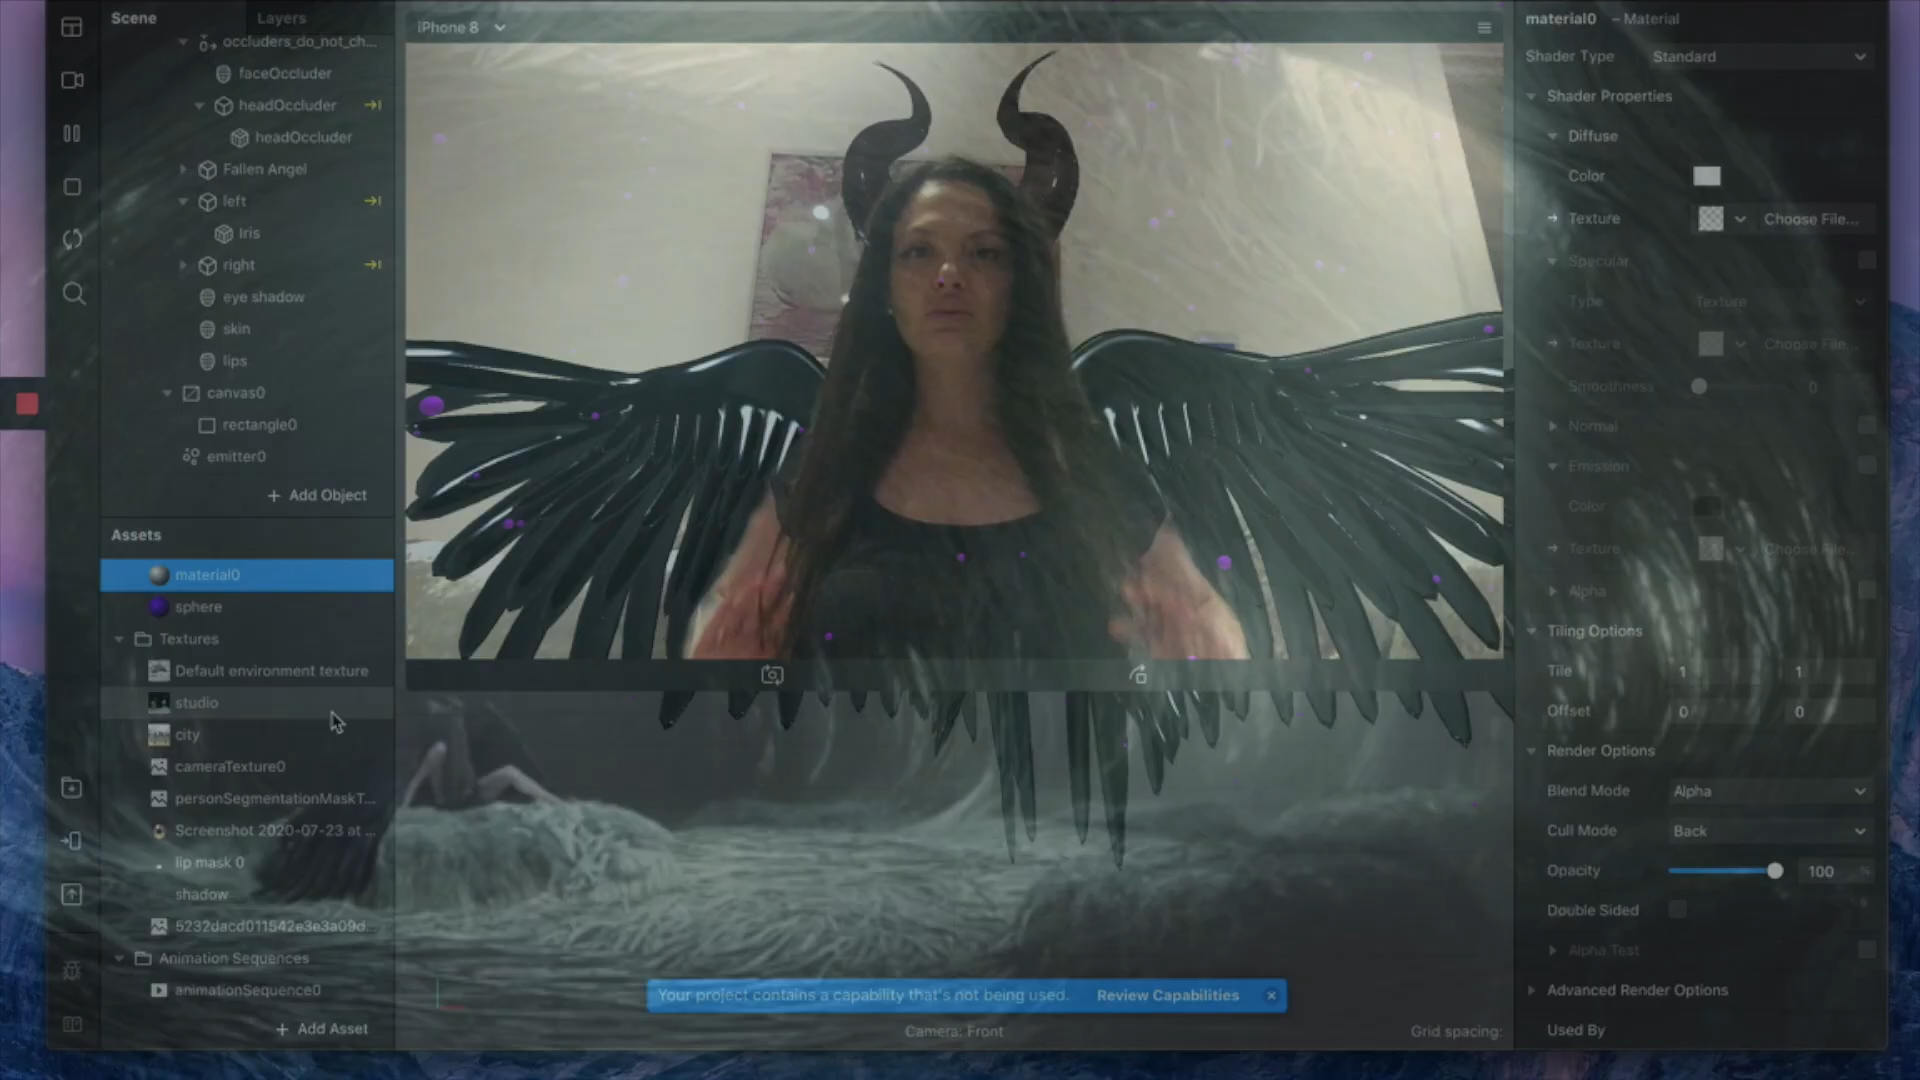 Scene
Layers
occluders_do_not_ch...
faceOccluder
headOccluder
headOccluder
Fallen Angel
left
Iris
right
eye shadow
skin
lips
canvas0
rectangle0
emitter0
+ Add Object
Assets
material0
sphere
Textures
Default environment texture
studio
city
cameraTexture0
personSegmentationMaskT...
Screenshot 2020-07-23 at ...
lip mask 0
shadow
5232dacd011542e3e3a09d...
Animation Sequences
animationSequence0
+ Add Asset
iPhone 8
Your project contains a capability that's not being used. Review Capabilities
Camera: Front
Grid spacing:
material0 – Material
Shader Type Standard
Shader Properties
Diffuse
Color
Texture Choose File...
Specular
Type Texture
Texture Choose File...
Smoothness 0
Normal
Emission
Color
Texture Choose File...
Alpha
Tiling Options
Tile 1 1
Offset 0 0
Render Options
Blend Mode Alpha
Cull Mode Back
Opacity 100 %
Double Sided
Alpha Test
Advanced Render Options
Used By